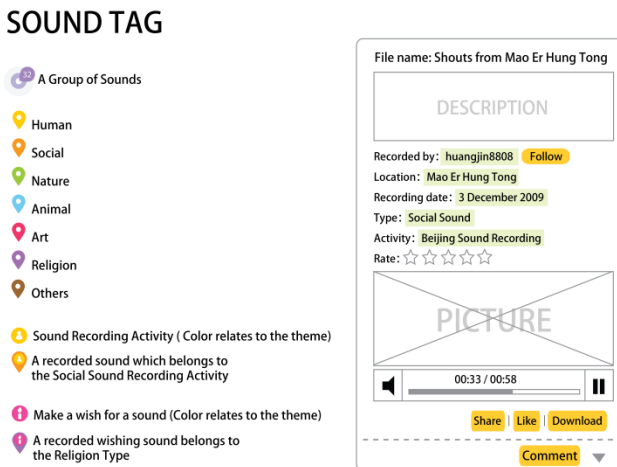 SOUND TAG
32
A Group of Sounds
Human
Social
Nature
Animal
Art
Religion
Others
Sound Recording Activity ( Color relates to the theme)
A recorded sound which belongs to
the Social Sound Recording Activity
Make a wish for a sound (Color relates to the theme)
A recorded wishing sound belongs to
the Religion Type
File name: Shouts from Mao Er Hung Tong
DESCRIPTION
Recorded by: huangjin8808 Follow
Location: Mao Er Hung Tong
Recording date: 3 December 2009
Type: Social Sound
Activity: Beijing Sound Recording
Rate:
PICTURE
00:33 / 00:58
Share | Like | Download
Comment